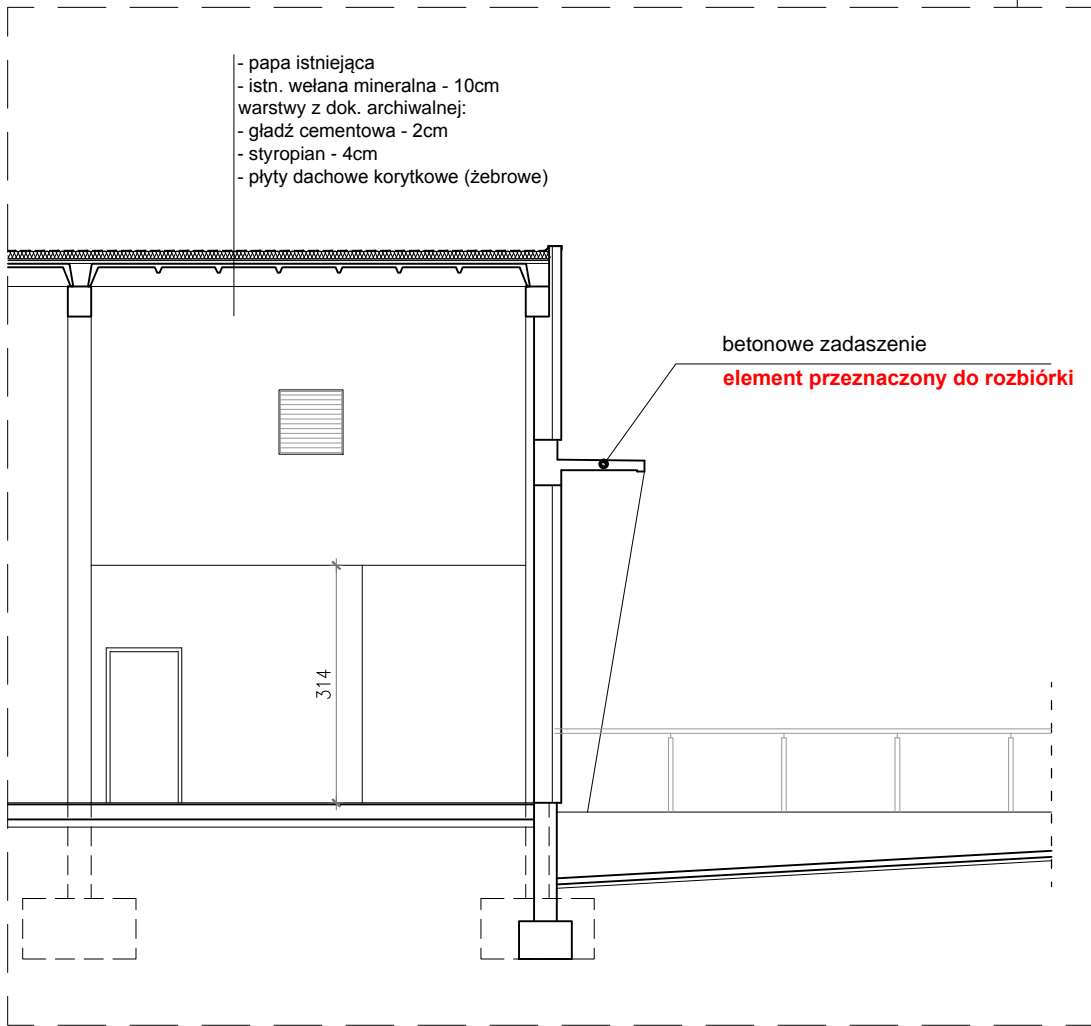 - papa istniejąca
- istn. wełana mineralna - 10cm
warstwy z dok. archiwalnej:
- gładź cementowa - 2cm
- styropian - 4cm
- płyty dachowe korytkowe (żebrowe)
betonowe zadaszenie
element przeznaczony do rozbiórki
314